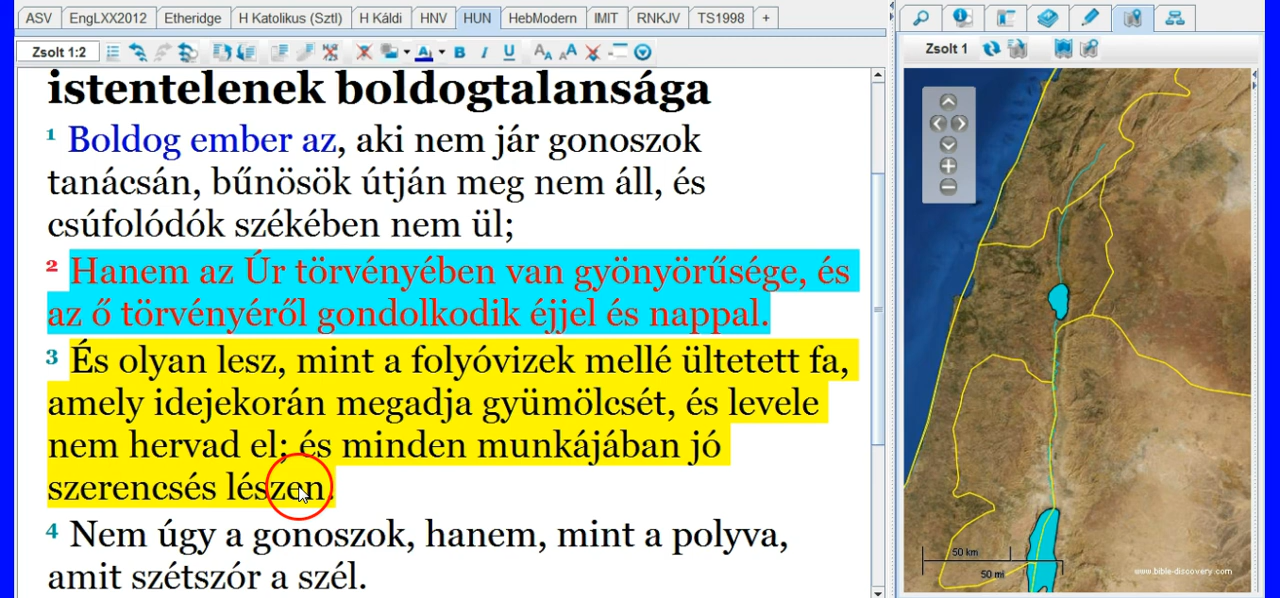 ASV EngLXX2012 Etheridge H Katolikus (Sztl) H Káldi HNV HUN HebModern IMIT RNKJV TS1998 +
Zsolt 1:2
Zsolt 1
istentelenek boldogtalansága
1 Boldog ember az, aki nem jár gonoszok
tanácsán, bűnösök útján meg nem áll, és
csúfolódók székében nem ül;
2 Hanem az Úr törvényében van gyönyörűsége, és
az ő törvényéről gondolkodik éjjel és nappal.
3 És olyan lesz, mint a folyóvizek mellé ültetett fa,
amely idejekorán megadja gyümölcsét, és levele
nem hervad el; és minden munkájában jó
szerencsés lészen.
4 Nem úgy a gonoszok, hanem, mint a polyva,
amit szétszór a szél.
50 km
50 mi
www.bible-discovery.com